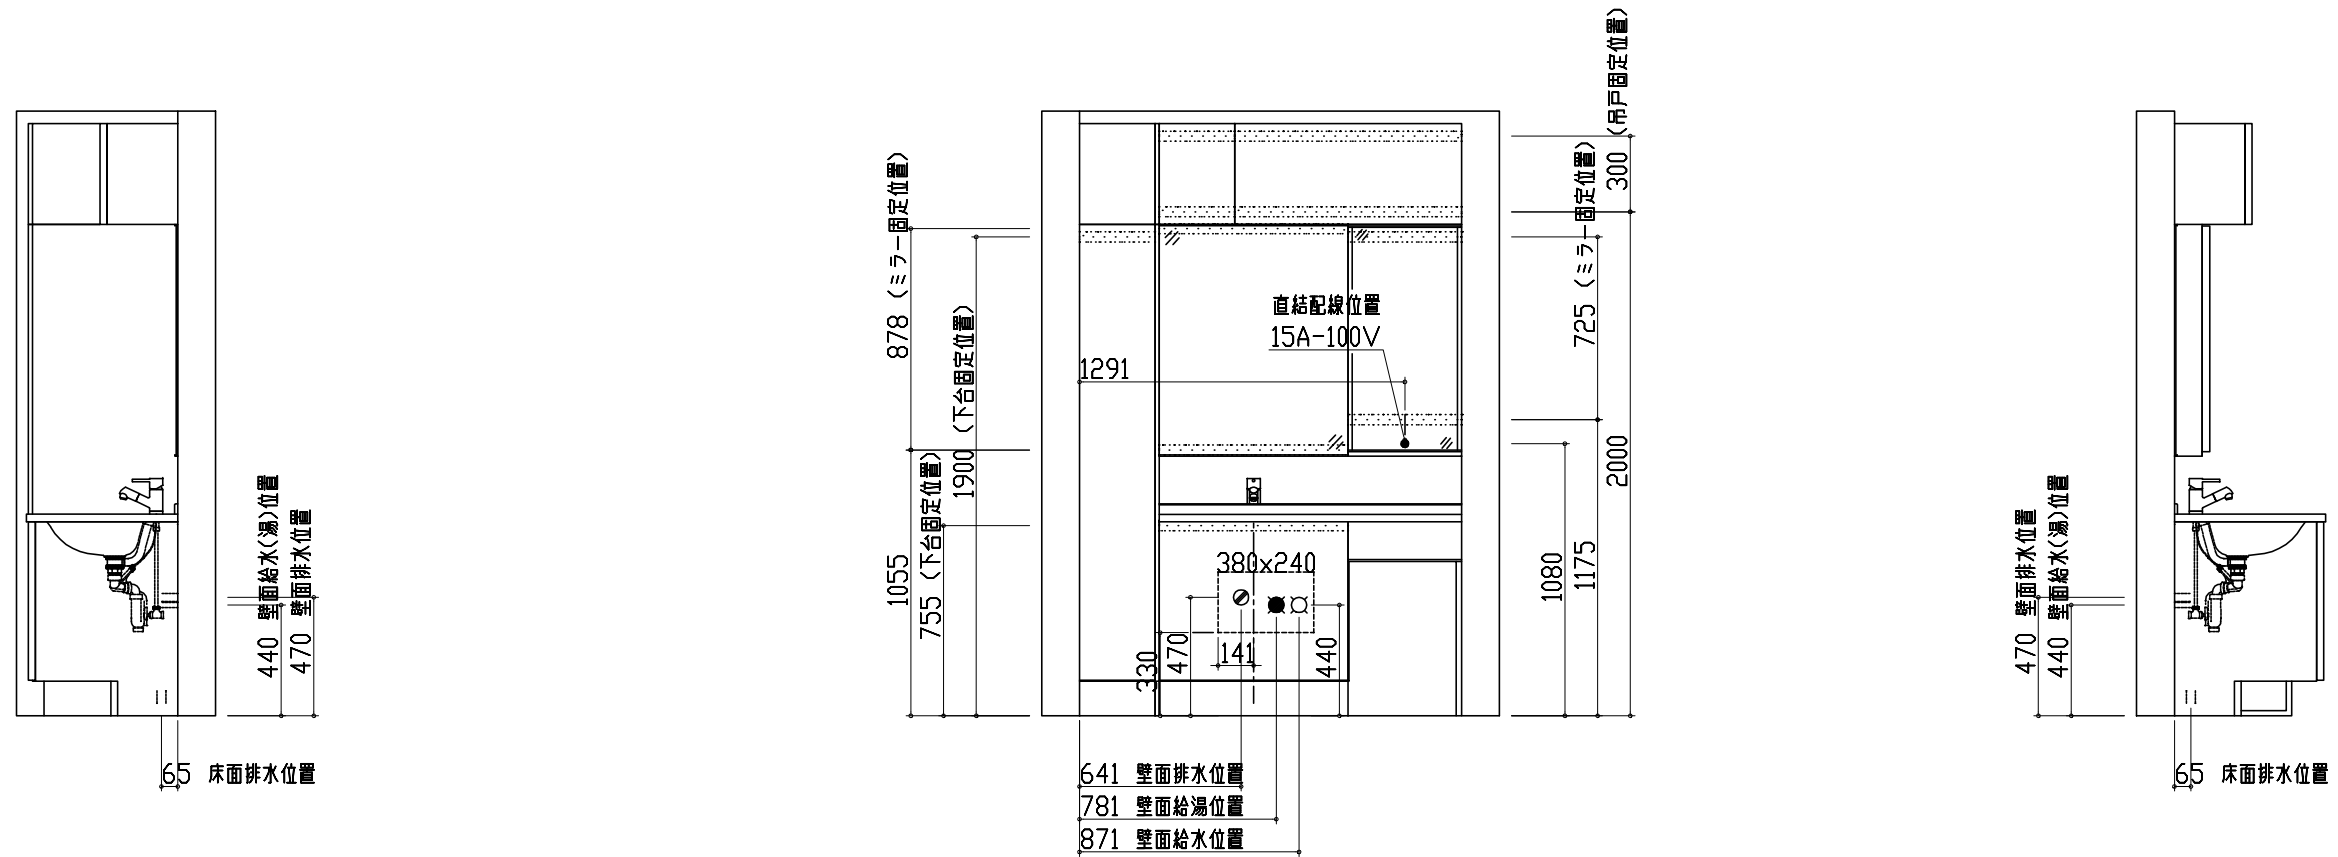 440 壁面給水(湯)位置
470 壁面排水位置
65 床面排水位置
878 (ミラー固定位置)
1055
755 (下台固定位置)
1900 (下台固定位置)
直結配線位置
15A-100V
1291
380x240
141
330
470
440
641 壁面排水位置
781 壁面給湯位置
871 壁面給水位置
1080
725 (ミラー固定位置)
1175
300 (吊戸固定位置)
2000
470 壁面排水位置
440 壁面給水(湯)位置
65 床面排水位置